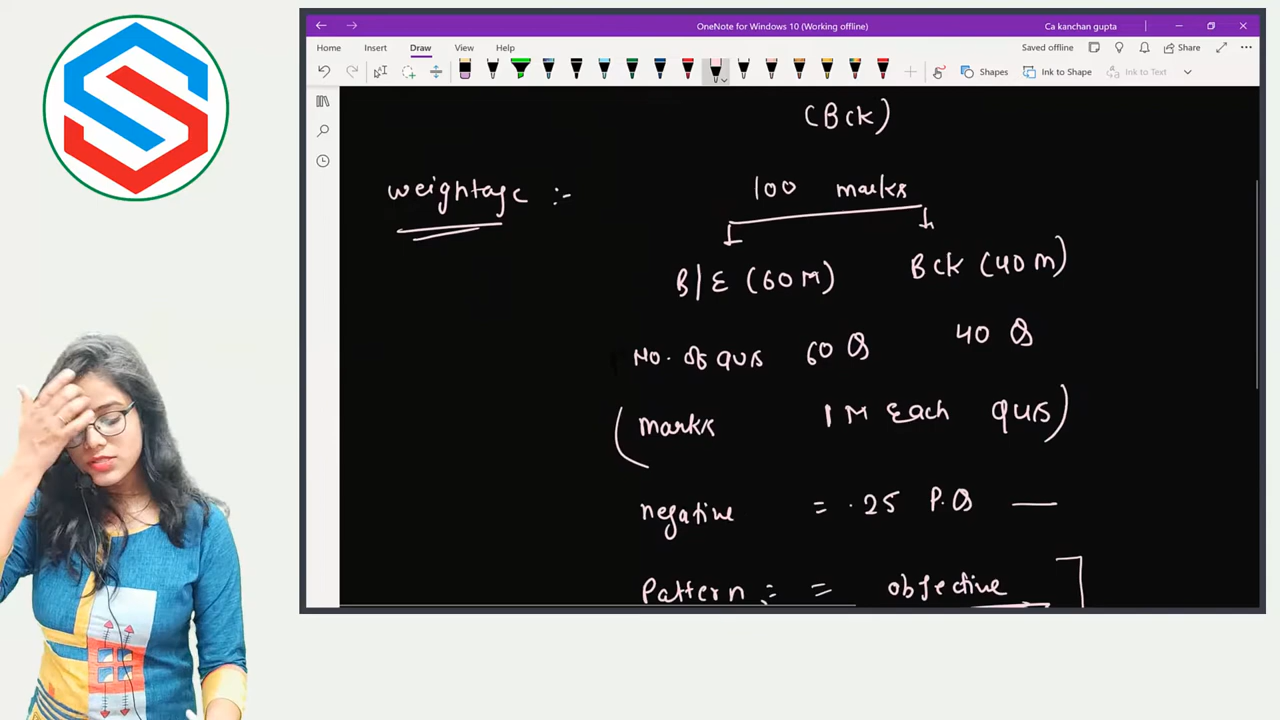 OneNote for Windows 10 (Working offline)
Ca kanchan gupta
Home Insert Draw View Help
Saved offline
Share
Shapes
Ink to Shape
Ink to Text
(Bck)
weightage :-
100 marks
B/E (60M) Bck (40M)
No. of qus 60 Q 40 Q
(marks 1 M Each qus)
negative = .25 P.Q —
Pattern :- = objective